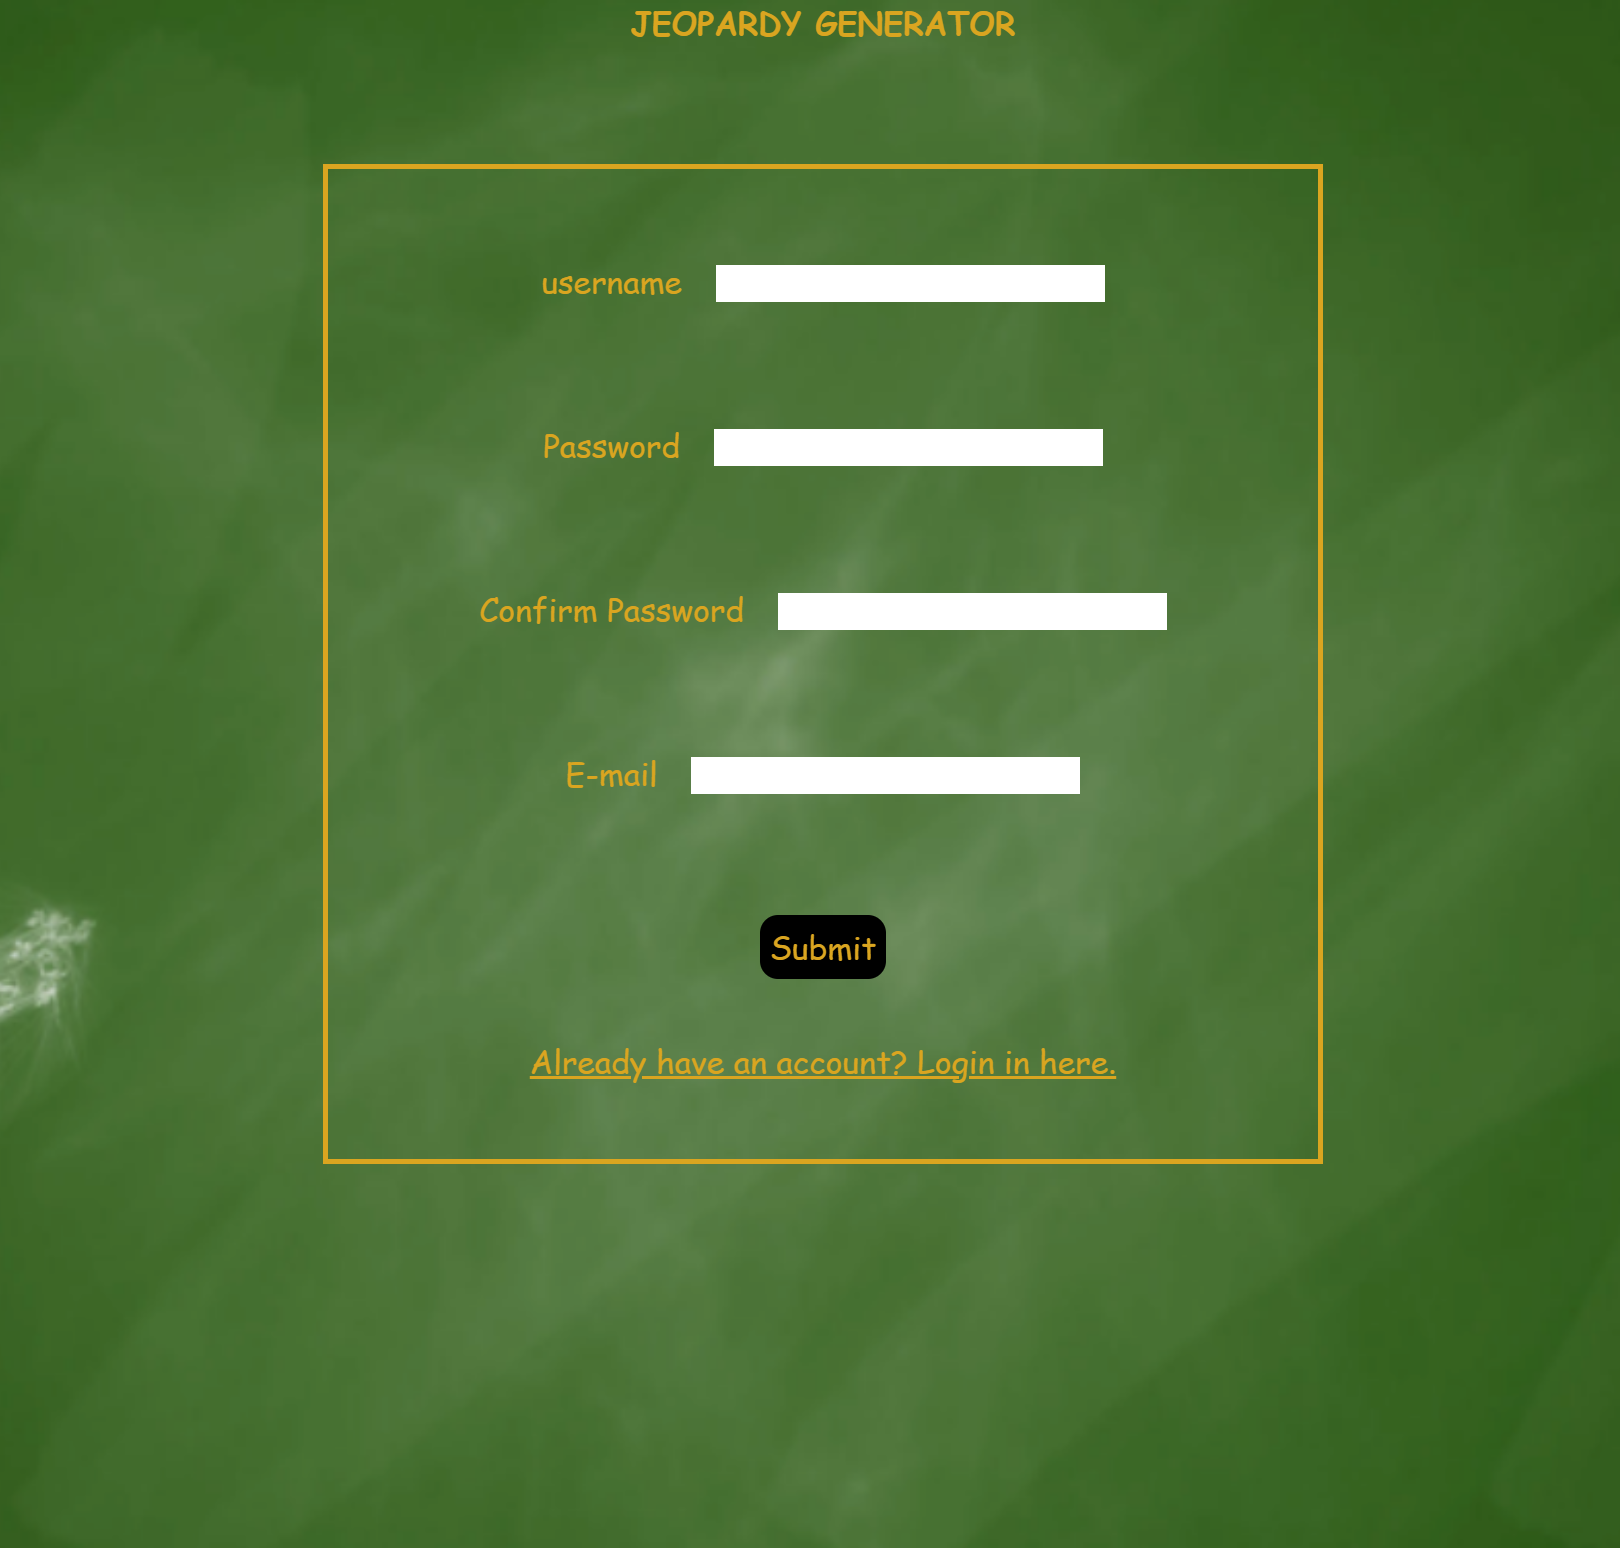 JEOPARDY GENERATOR
username
Password
Confirm Password
E-mail
Submit
Already have an account? Login in here.